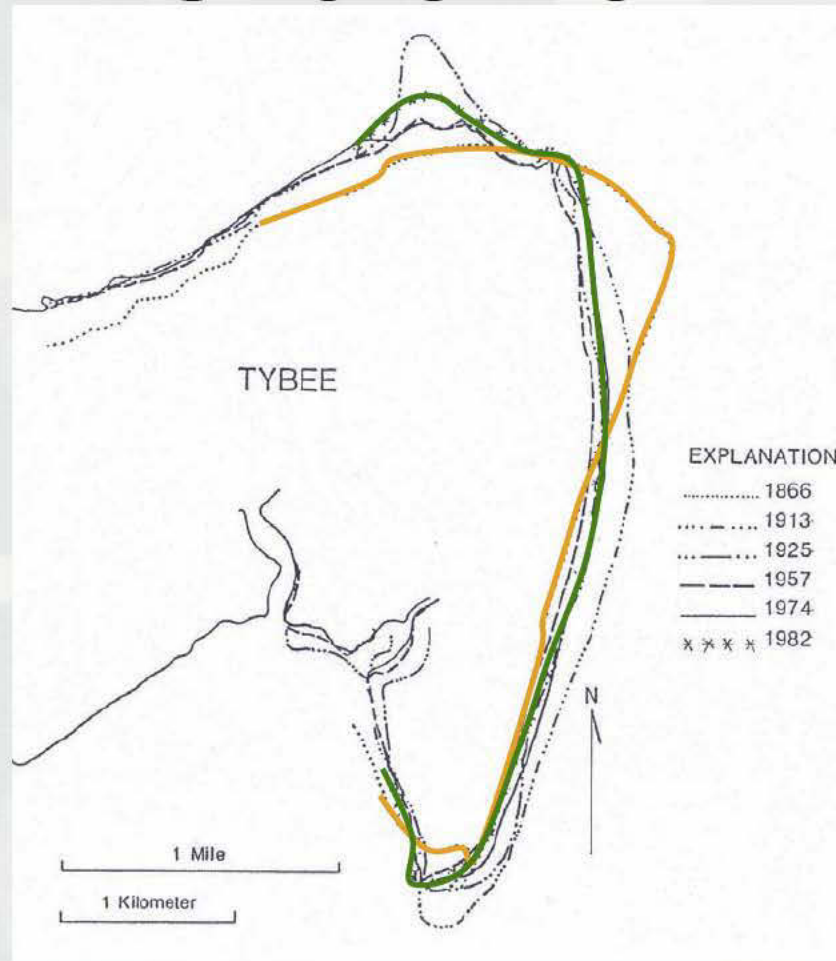 TYBEE
EXPLANATION
1866
1913
1925
1957
1974
1982
N
1 Mile
1 Kilometer